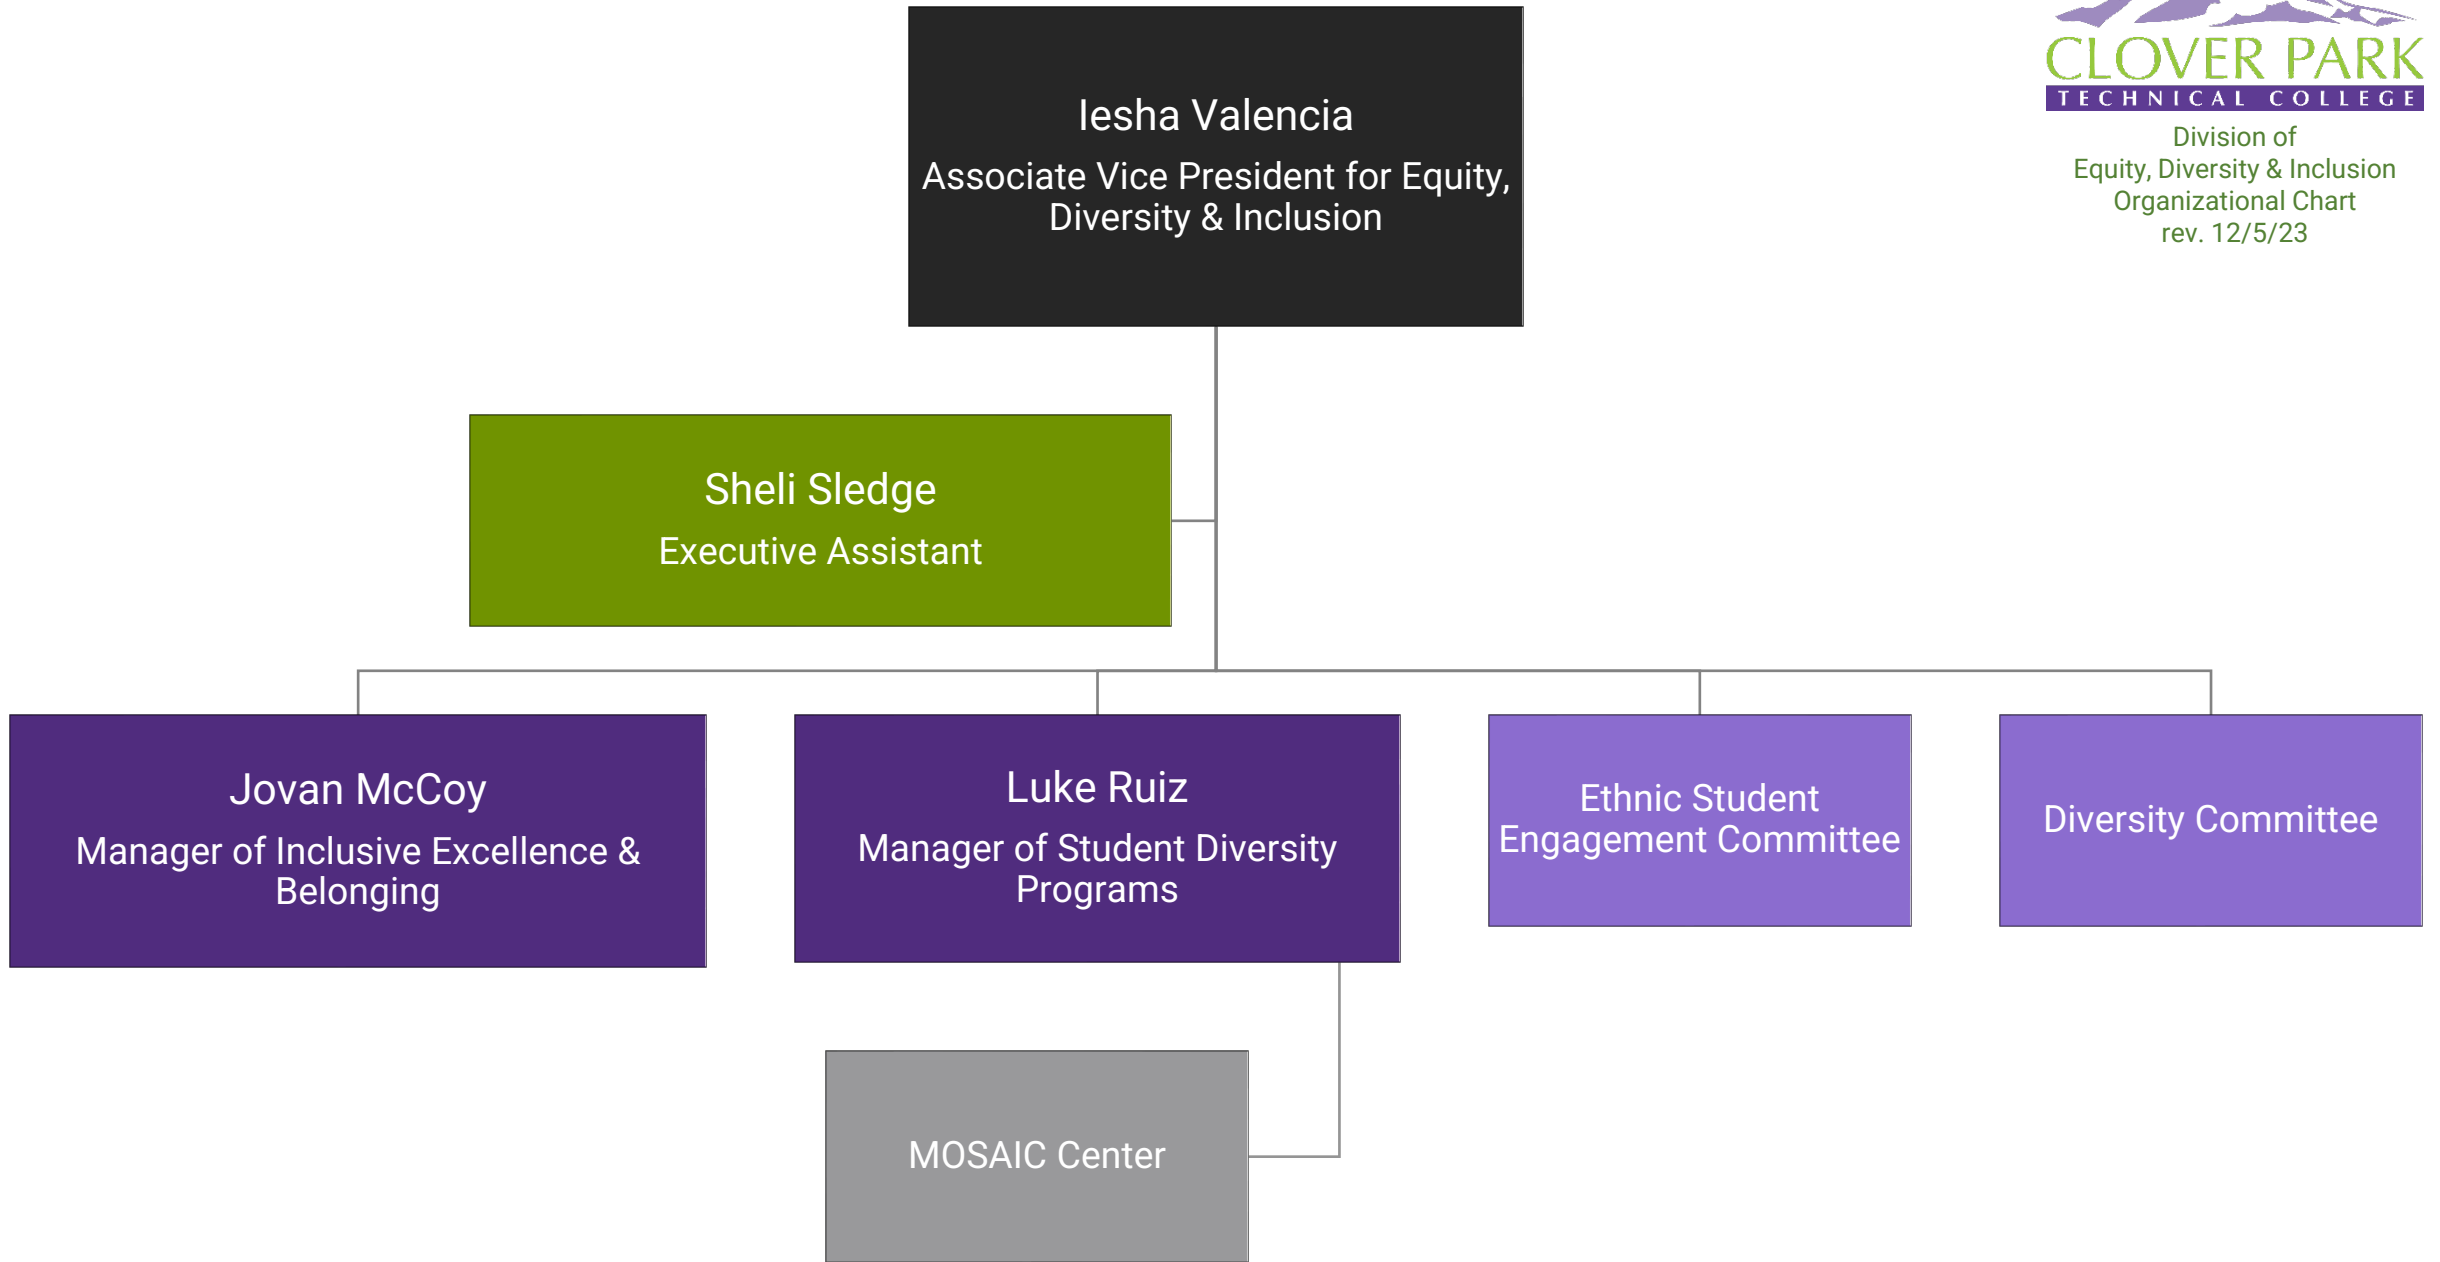 CLOVER PARK
TECHNICAL COLLEGE
Division of
Equity, Diversity & Inclusion
Organizational Chart
rev. 12/5/23
Iesha Valencia
Associate Vice President for Equity,
Diversity & Inclusion
Sheli Sledge
Executive Assistant
Jovan McCoy
Manager of Inclusive Excellence &
Belonging
Luke Ruiz
Manager of Student Diversity
Programs
Ethnic Student
Engagement Committee
Diversity Committee
MOSAIC Center